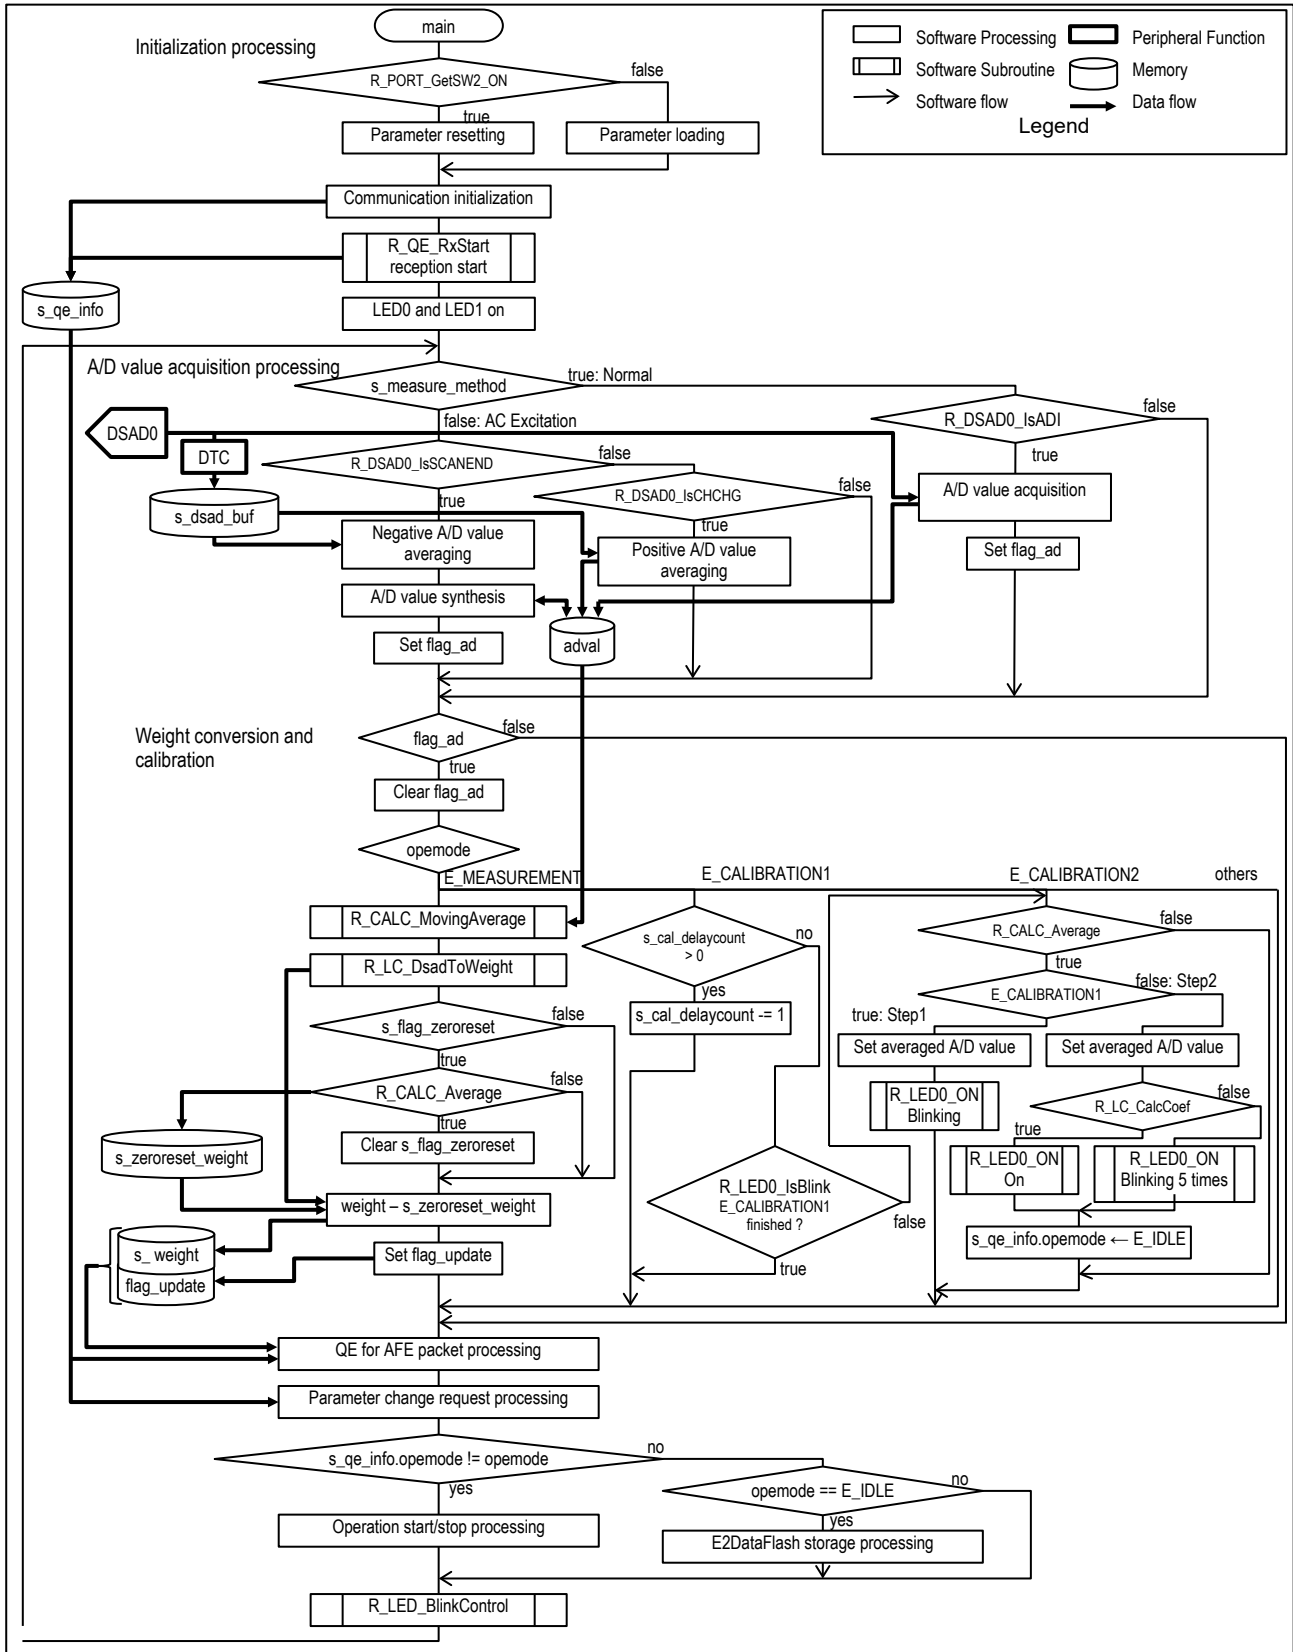 main
Initialization processing
R_PORT_GetSW2_ON
false
true
Parameter resetting
Parameter loading
Software Processing
Peripheral Function
Software Subroutine
Memory
Software flow
Data flow
Legend
Communication initialization
R_QE_RxStart
reception start
s_qe_info
LED0 and LED1 on
A/D value acquisition processing
s_measure_method
true: Normal
false: AC Excitation
R_DSAD0_IsADI
false
true
DSAD0
DTC
R_DSAD0_IsSCANEND
false
true
R_DSAD0_IsCHCHG
false
true
A/D value acquisition
s_dsad_buf
Negative A/D value
averaging
Positive A/D value
averaging
Set flag_ad
A/D value synthesis
adval
Set flag_ad
Weight conversion and
calibration
flag_ad
false
true
Clear flag_ad
opemode
E_MEASUREMENT
E_CALIBRATION1
E_CALIBRATION2
others
R_CALC_MovingAverage
s_cal_delaycount
> 0
no
yes
R_CALC_Average
false
true
R_LC_DsadToWeight
E_CALIBRATION1
false: Step2
true: Step1
s_cal_delaycount -= 1
s_flag_zeroreset
false
true
Set averaged A/D value
Set averaged A/D value
R_CALC_Average
false
true
R_LED0_ON
Blinking
R_LC_CalcCoef
false
true
Clear s_flag_zeroreset
s_zeroreset_weight
R_LED0_ON
On
R_LED0_ON
Blinking 5 times
R_LED0_IsBlink
E_CALIBRATION1
finished ?
false
true
weight – s_zeroreset_weight
s_qe_info.opemode ← E_IDLE
s_ weight
flag_update
Set flag_update
QE for AFE packet processing
Parameter change request processing
s_qe_info.opemode != opemode
no
yes
opemode == E_IDLE
no
yes
Operation start/stop processing
E2DataFlash storage processing
R_LED_BlinkControl